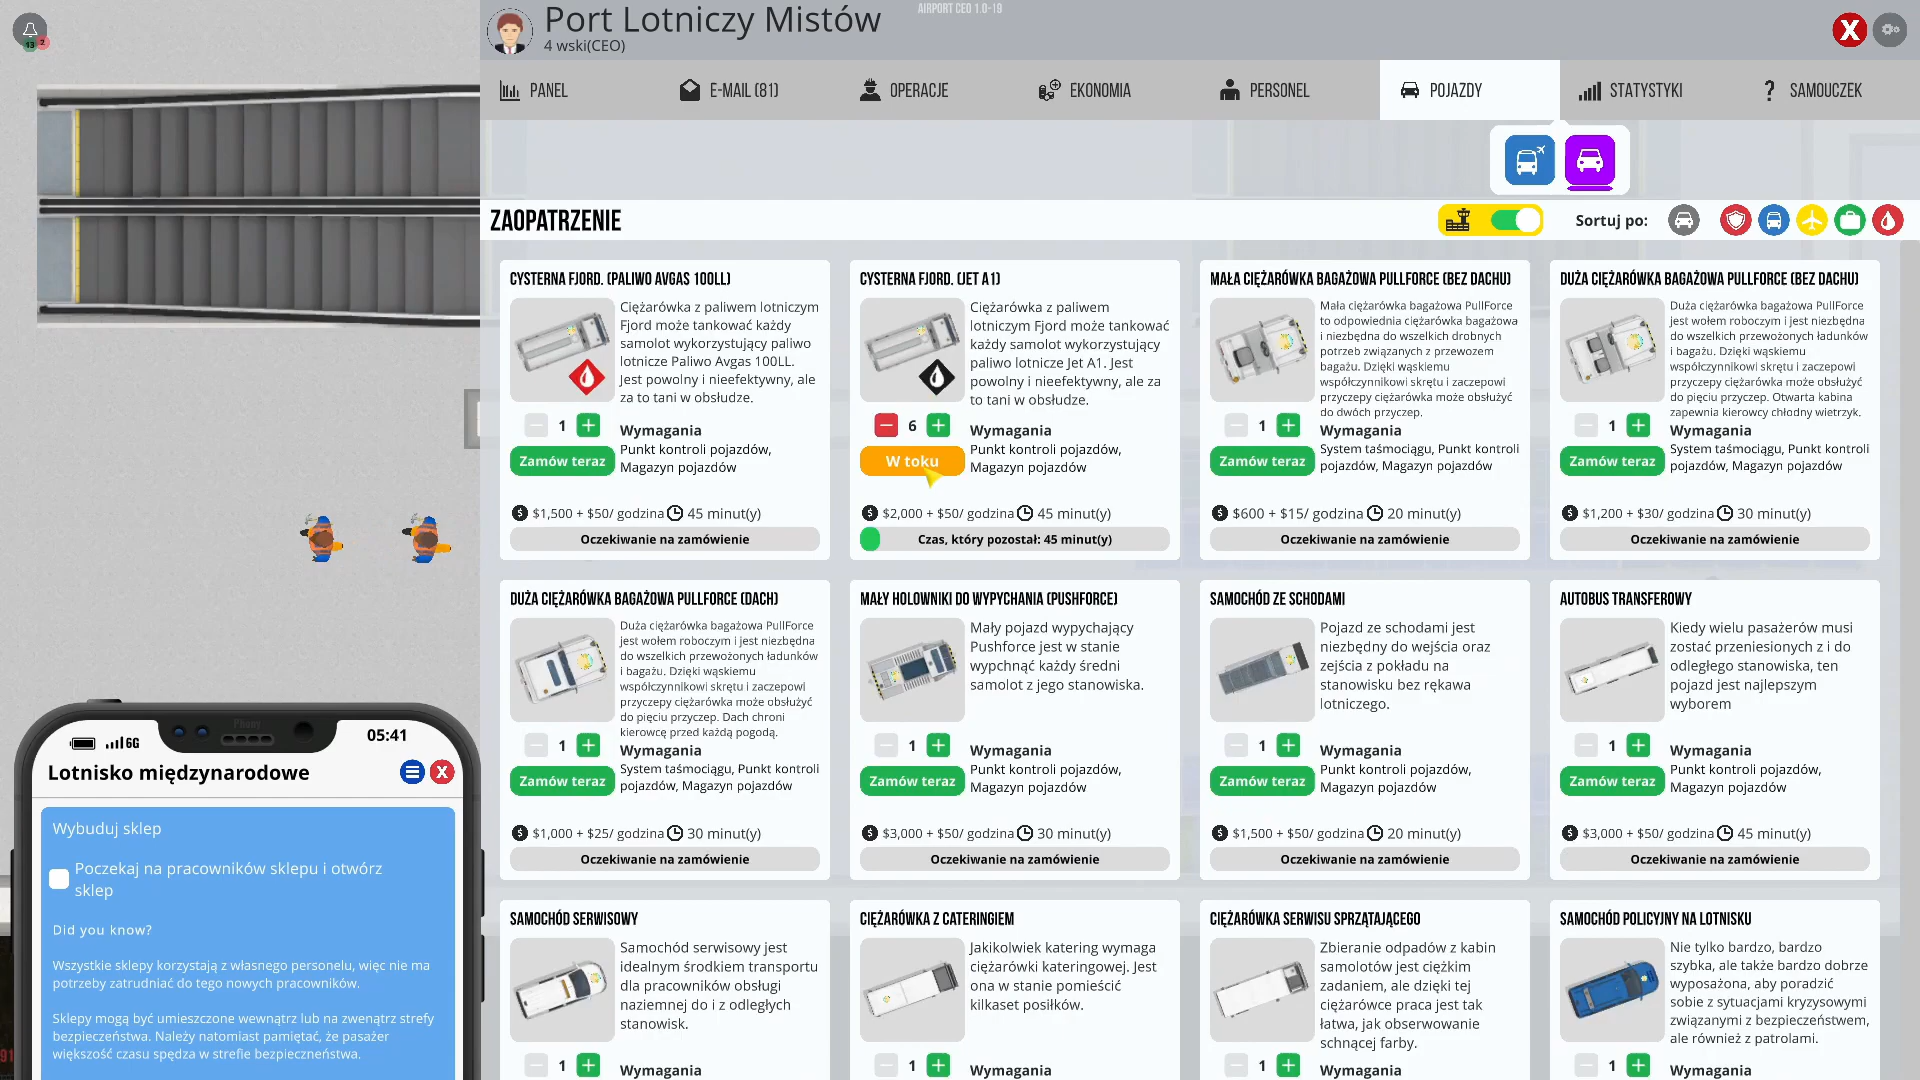 AIRPORT CEO 1.0-19
Port Lotniczy Mistów
4 wski(CEO)
13 2
PANEL
E-MAIL (81)
OPERACJE
EKONOMIA
PERSONEL
POJAZDY
STATYSTYKI
SAMOUCZEK
ZAOPATRZENIE
Sortuj po:
CYSTERNA FJORD. (PALIWO AVGAS 100LL)
Ciężarówka z paliwem lotniczym
Fjord może tankować każdy
samolot wykorzystujący paliwo
lotnicze Paliwo Avgas 100LL.
Jest powolny i nieefektywny, ale
za to tani w obsłudze.
1
Zamów teraz
Wymagania
Punkt kontroli pojazdów,
Magazyn pojazdów
$1,500 + $50/ godzina 45 minut(y)
Oczekiwanie na zamówienie
CYSTERNA FJORD. (JET A1)
Ciężarówka z paliwem
lotniczym Fjord może tankować
każdy samolot wykorzystujący
paliwo lotnicze Jet A1. Jest
powolny i nieefektywny, ale za
to tani w obsłudze.
6
W toku
Wymagania
Punkt kontroli pojazdów,
Magazyn pojazdów
$2,000 + $50/ godzina 45 minut(y)
Czas, który pozostał: 45 minut(y)
MAŁA CIĘŻARÓWKA BAGAŻOWA PULLFORCE (BEZ DACHU)
Mała ciężarówka bagażowa PullForce
to odpowiednia ciężarówka bagażowa
i niezbędna do wszelkich drobnych
potrzeb związanych z przewozem
bagażu. Dzięki wąskiemu
współczynnikowi skrętu i zaczepowi
przyczepy ciężarówka może obsłużyć
do dwóch przyczep.
1
Zamów teraz
Wymagania
System taśmociągu, Punkt kontroli
pojazdów, Magazyn pojazdów
$600 + $15/ godzina 20 minut(y)
Oczekiwanie na zamówienie
DUŻA CIĘŻARÓWKA BAGAŻOWA PULLFORCE (BEZ DACHU)
Duża ciężarówka bagażowa PullForce
jest wołem roboczym i jest niezbędna
do wszelkich przewożonych ładunków
i bagażu. Dzięki wąskiemu
współczynnikowi skrętu i zaczepowi
przyczepy ciężarówka może obsłużyć
do pięciu przyczep. Otwarta kabina
zapewnia kierowcy chłodny wietrzyk.
1
Zamów teraz
Wymagania
System taśmociągu, Punkt kontroli
pojazdów, Magazyn pojazdów
$1,200 + $30/ godzina 30 minut(y)
Oczekiwanie na zamówienie
DUŻA CIĘŻARÓWKA BAGAŻOWA PULLFORCE (DACH)
Duża ciężarówka bagażowa PullForce
jest wołem roboczym i jest niezbędna
do wszelkich przewożonych ładunków
i bagażu. Dzięki wąskiemu
współczynnikowi skrętu i zaczepowi
przyczepy ciężarówka może obsłużyć
do pięciu przyczep. Dach chroni
kierowcę przed każdą pogodą.
1
Zamów teraz
Wymagania
System taśmociągu, Punkt kontroli
pojazdów, Magazyn pojazdów
$1,000 + $25/ godzina 30 minut(y)
Oczekiwanie na zamówienie
MAŁY HOLOWNIKI DO WYPYCHANIA (PUSHFORCE)
Mały pojazd wypychający
Pushforce jest w stanie
wypchnąć każdy średni
samolot z jego stanowiska.
1
Zamów teraz
Wymagania
Punkt kontroli pojazdów,
Magazyn pojazdów
$3,000 + $50/ godzina 30 minut(y)
Oczekiwanie na zamówienie
SAMOCHÓD ZE SCHODAMI
Pojazd ze schodami jest
niezbędny do wejścia oraz
zejścia z pokładu na
stanowisku bez rękawa
lotniczego.
1
Zamów teraz
Wymagania
Punkt kontroli pojazdów,
Magazyn pojazdów
$1,500 + $50/ godzina 20 minut(y)
Oczekiwanie na zamówienie
AUTOBUS TRANSFEROWY
Kiedy wielu pasażerów musi
zostać przeniesionych z i do
odległego stanowiska, ten
pojazd jest najlepszym
wyborem
1
Zamów teraz
Wymagania
Punkt kontroli pojazdów,
Magazyn pojazdów
$3,000 + $50/ godzina 45 minut(y)
Oczekiwanie na zamówienie
SAMOCHÓD SERWISOWY
Samochód serwisowy jest
idealnym środkiem transportu
dla pracowników obsługi
naziemnej do i z odległych
stanowisk.
1
Wymagania
CIĘŻARÓWKA Z CATERINGIEM
Jakikolwiek katering wymaga
ciężarówki kateringowej. Jest
ona w stanie pomieścić
kilkaset posiłków.
1
Wymagania
CIĘŻARÓWKA SERWISU SPRZĄTAJĄCEGO
Zbieranie odpadów z kabin
samolotów jest ciężkim
zadaniem, ale dzięki tej
ciężarówce praca jest tak
łatwa, jak obserwowanie
schnącej farby.
1
Wymagania
SAMOCHÓD POLICYJNY NA LOTNISKU
Nie tylko bardzo, bardzo
szybka, ale także bardzo dobrze
wyposażona, aby poradzić
sobie z sytuacjami kryzysowymi
związanymi z bezpieczeństwem,
ale również z patrolami.
1
Wymagania
Phany
6G
05:41
Lotnisko międzynarodowe
Wybuduj sklep
Poczekaj na pracowników sklepu i otwórz
sklep
Did you know?
Wszystkie sklepy korzystają z własnego personelu, więc nie ma
potrzeby zatrudniać do tego nowych pracowników.
Sklepy mogą być umieszczone wewnątrz lub na zwenątrz strefy
bezpieczeństwa. Należy natomiast pamiętać, że pasażer
większość czasu spędza w strefie bezpieczneństwa.
91